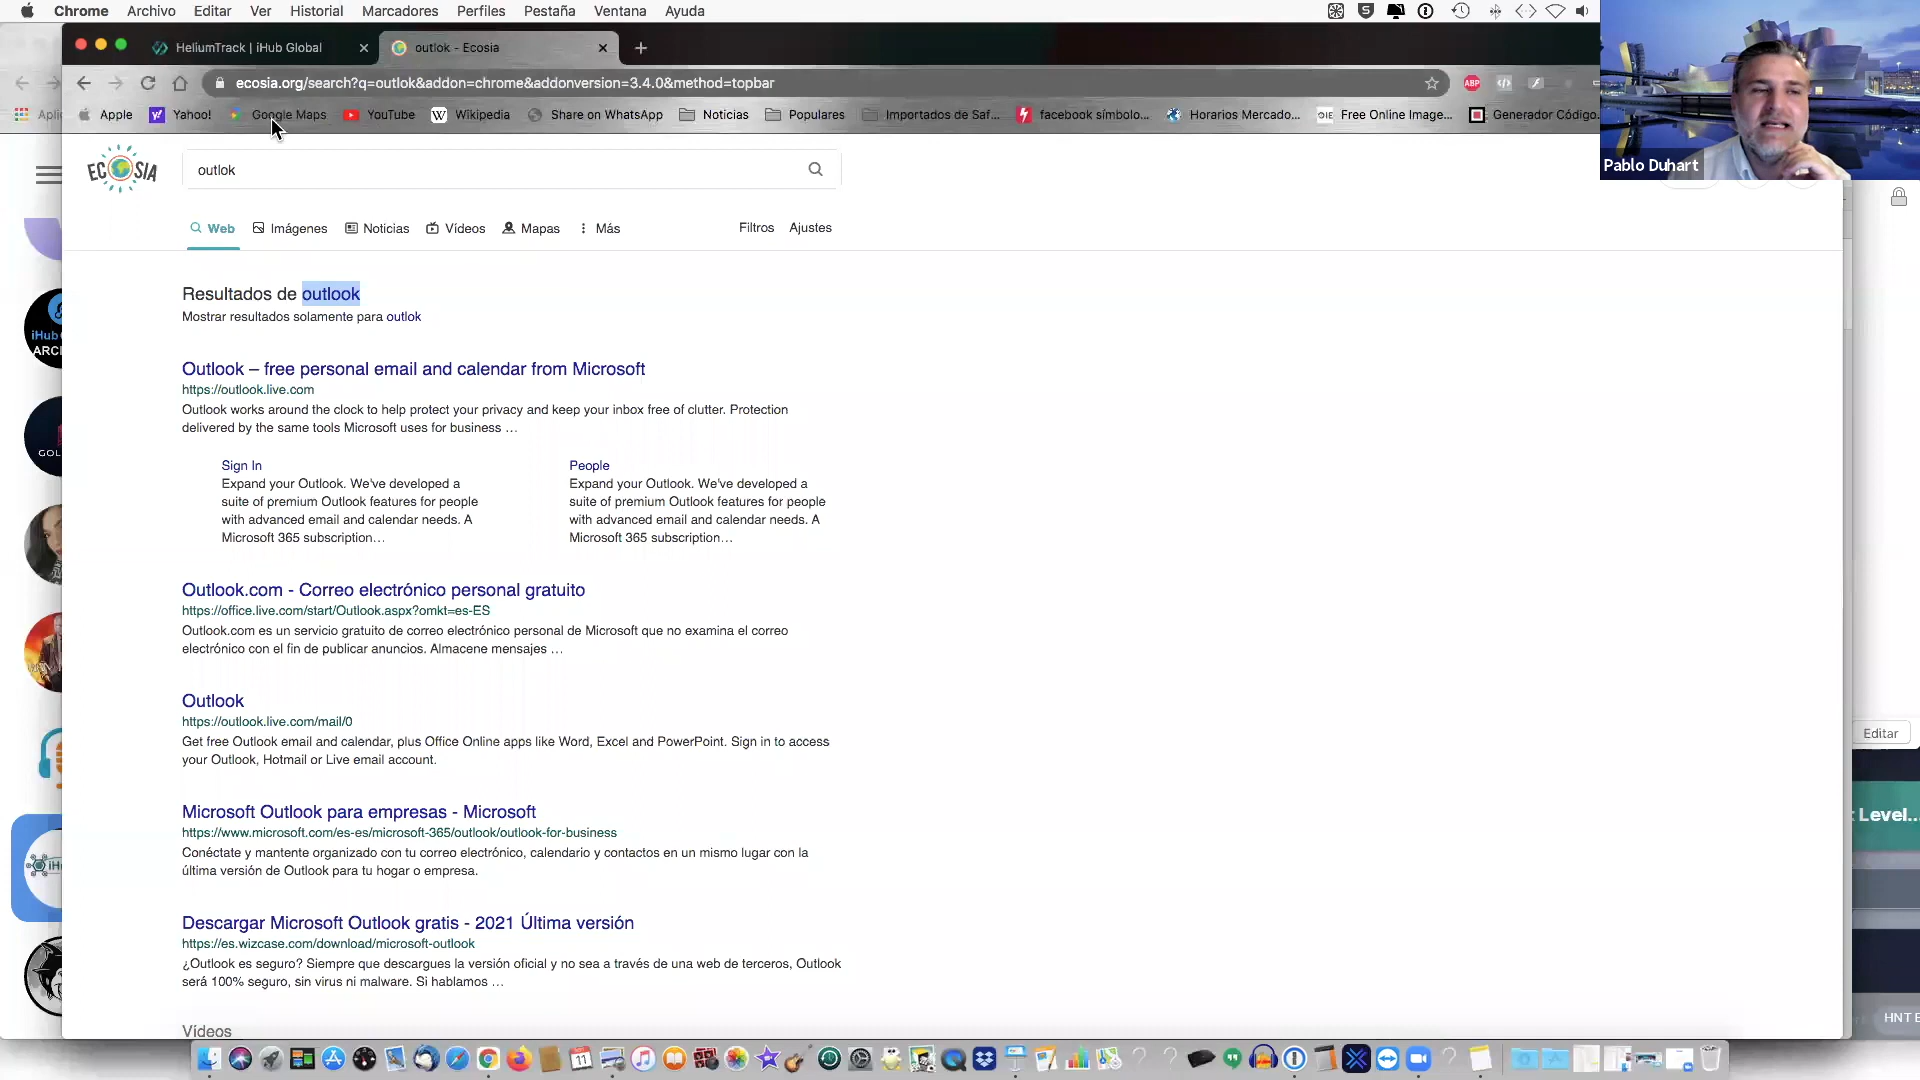 Chrome Archivo Editar Ver Historial Marcadores Perfiles Pestaña Ventana Ayuda
HeliumTrack | iHub Global
outlok - Ecosia
ecosia.org/search?q=outlok&addon=chrome&addonversion=3.4.0&method=topbar
ABP
Apple Yahoo! Google Maps YouTube Wikipedia Share on WhatsApp Noticias Populares Importados de Saf... facebook símbolo... Horarios Mercado... Free Online Image... Generador Código.
Pablo Duhart
ECOSIA
outlok
Web Imágenes Noticias Vídeos Mapas Más Filtros Ajustes
Resultados de outlook
Mostrar resultados solamente para outlok
Outlook – free personal email and calendar from Microsoft
https://outlook.live.com
Outlook works around the clock to help protect your privacy and keep your inbox free of clutter. Protection
delivered by the same tools Microsoft uses for business ...
Sign In
Expand your Outlook. We've developed a
suite of premium Outlook features for people
with advanced email and calendar needs. A
Microsoft 365 subscription...
People
Expand your Outlook. We've developed a
suite of premium Outlook features for people
with advanced email and calendar needs. A
Microsoft 365 subscription...
Outlook.com - Correo electrónico personal gratuito
https://office.live.com/start/Outlook.aspx?omkt=es-ES
Outlook.com es un servicio gratuito de correo electrónico personal de Microsoft que no examina el correo
electrónico con el fin de publicar anuncios. Almacene mensajes ...
Outlook
https://outlook.live.com/mail/0
Get free Outlook email and calendar, plus Office Online apps like Word, Excel and PowerPoint. Sign in to access
your Outlook, Hotmail or Live email account.
Microsoft Outlook para empresas - Microsoft
https://www.microsoft.com/es-es/microsoft-365/outlook/outlook-for-business
Conéctate y mantente organizado con tu correo electrónico, calendario y contactos en un mismo lugar con la
última versión de Outlook para tu hogar o empresa.
Descargar Microsoft Outlook gratis - 2021 Última versión
https://es.wizcase.com/download/microsoft-outlook
¿Outlook es seguro? Siempre que descargues la versión oficial y no sea a través de una web de terceros, Outlook
será 100% seguro, sin virus ni malware. Si hablamos ...
Vídeos
iHub
ARC
GOL
Editar
Level...
HNT E
11